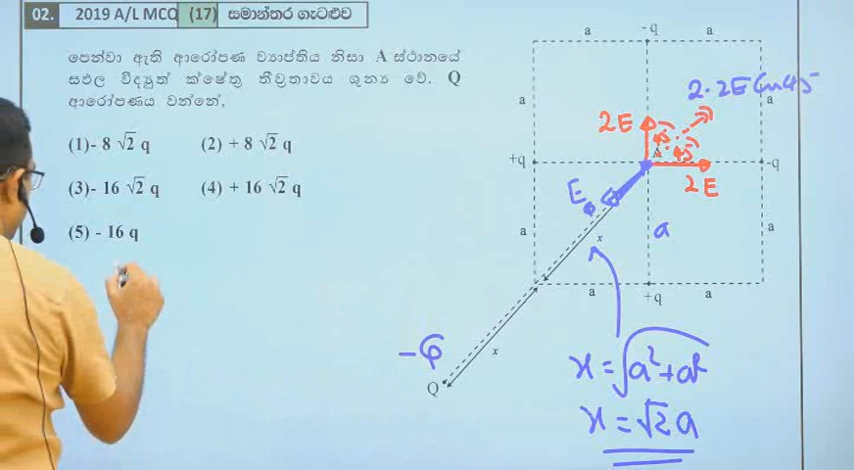 02. 2019 A/L MCQ (17) සමාන්තර ගැටළුව
පෙන්වා ඇති ආරෝපණ ව්‍යාප්තිය නිසා A ස්ථානයේ
සඵල විද්‍යුත් ක්ෂේත්‍ර තීව්‍රතාවය ශුන්‍ය වේ. Q
ආරෝපණය වන්නේ,
(1)- 8 √2 q (2) + 8 √2 q
(3)- 16 √2 q (4) + 16 √2 q
(5) - 16 q
a -q a
2·2E Cos45
a 2E 45 a
+q A 45 -q
E 2E
a x a a
a +q a
-Q x
Q
x = √a²+a²
x = √2 a